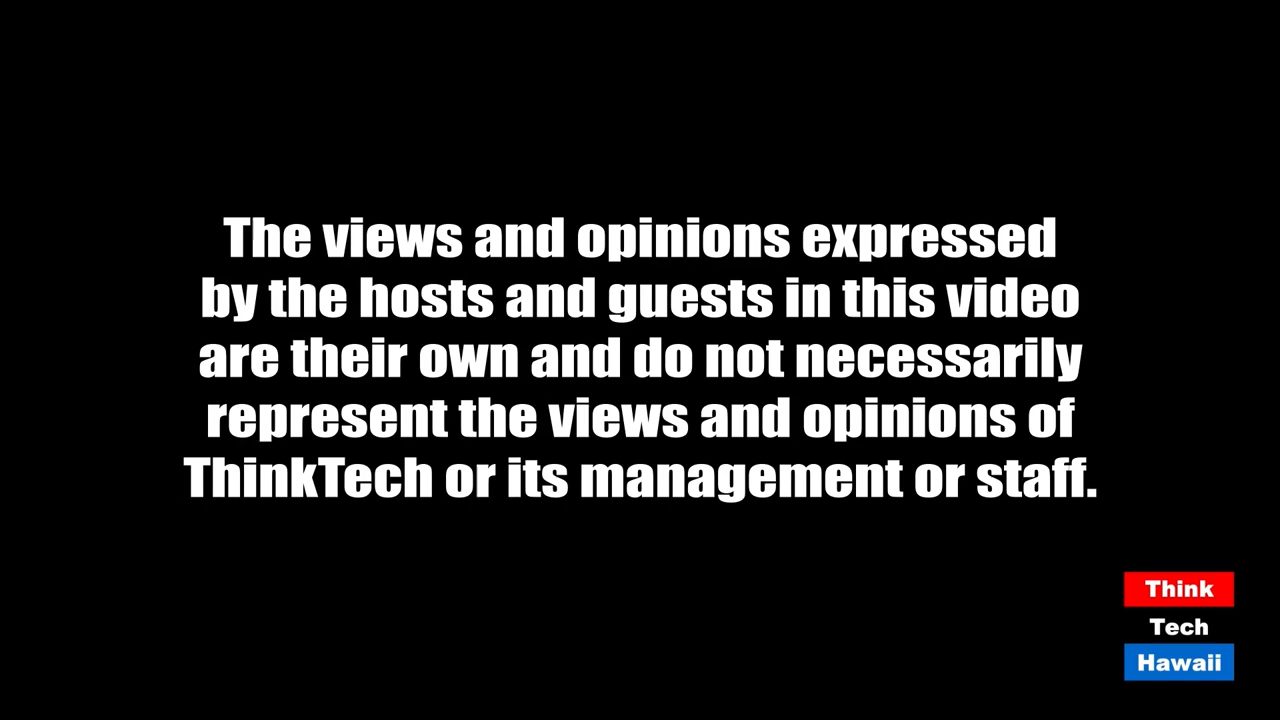 The views and opinions expressed
by the hosts and guests in this video
are their own and do not necessarily
represent the views and opinions of
ThinkTech or its management or staff.
Think
Tech
Hawaii